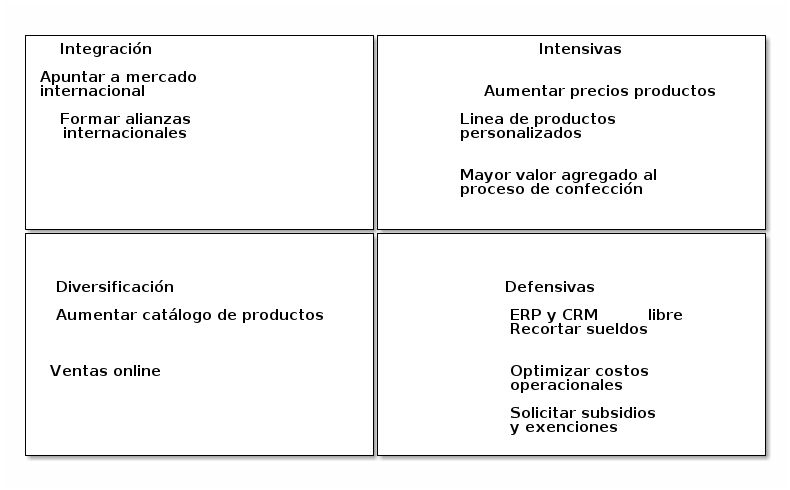 Integración
Apuntar a mercado
internacional
Formar alianzas
internacionales
Intensivas
Aumentar precios productos
Linea de productos
personalizados
Mayor valor agregado al
proceso de confección
Diversificación
Aumentar catálogo de productos
Ventas online
Defensivas
ERP y CRM libre
Recortar sueldos
Optimizar costos
operacionales
Solicitar subsidios
y exenciones